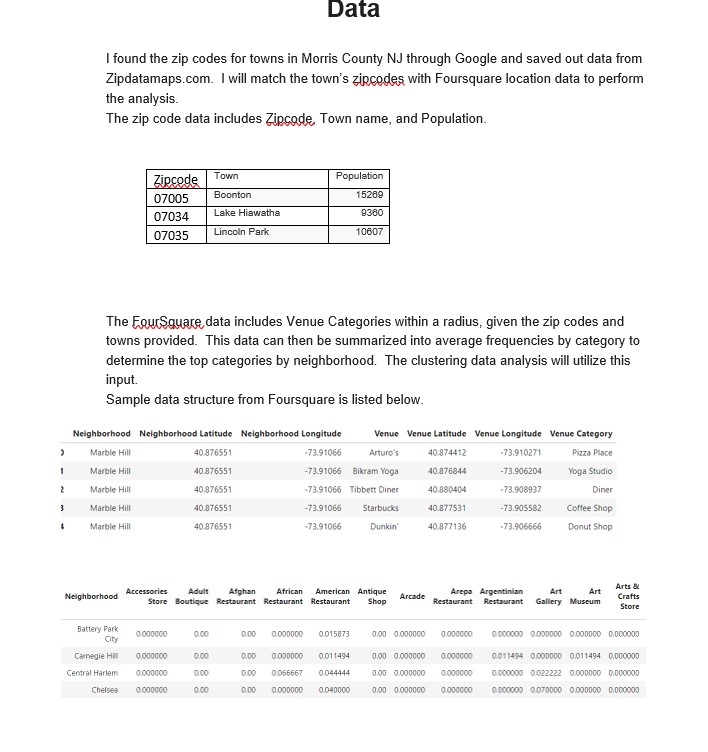 Data
I found the zip codes for towns in Morris County NJ through Google and saved out data from
Zipdatamaps.com. I will match the town's zipcodes with Foursquare location data to perform
the analysis.
The zip code data includes Zipcode, Town name, and Population.
Zipcode Town Population
07005 Boonton 15269
07034 Lake Hiawatha 9360
07035 Lincoln Park 10607
The FourSquare data includes Venue Categories within a radius, given the zip codes and
towns provided. This data can then be summarized into average frequencies by category to
determine the top categories by neighborhood. The clustering data analysis will utilize this
input.
Sample data structure from Foursquare is listed below.
Neighborhood Neighborhood Latitude Neighborhood Longitude Venue Venue Latitude Venue Longitude Venue Category
Marble Hill 40.876551 -73.91066 Arturo's 40.874412 -73.910271 Pizza Place
1 Marble Hill 40.876551 -73.91066 Bikram Yoga 40.876844 -73.906204 Yoga Studio
2 Marble Hill 40.876551 -73.91066 Tibbett Diner 40.880404 -73.908937 Diner
3 Marble Hill 40.876551 -73.91066 Starbucks 40.877531 -73.905582 Coffee Shop
4 Marble Hill 40.876551 -73.91066 Dunkin' 40.877136 -73.906666 Donut Shop
Arts &
Accessories Adult Afghan African American Antique Arepa Argentinian Art Art Crafts
Neighborhood Arcade
Store Boutique Restaurant Restaurant Restaurant Shop Restaurant Restaurant Gallery Museum Store
Battery Park
City 0.000000 0.00 0.00 0.000000 0.015873 0.00 0.000000 0.000000 0.000000 0.000000 0.000000 0.000000
Carnegie Hill 0.000000 0.00 0.00 0.000000 0.011494 0.00 0.000000 0.000000 0.011494 0.000000 0.011494 0.000000
Central Harlem 0.000000 0.00 0.00 0.066667 0.044444 0.00 0.000000 0.000000 0.000000 0.022222 0.000000 0.000000
Chelsea 0.000000 0.00 0.00 0.000000 0.040000 0.00 0.000000 0.000000 0.000000 0.070000 0.000000 0.000000